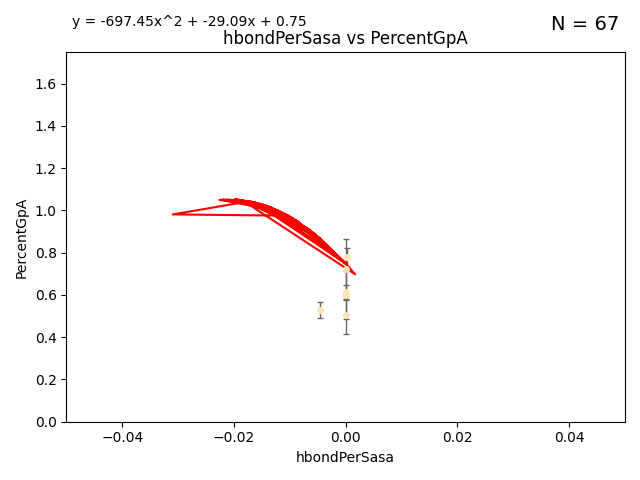 y = -697.45x^2 + -29.09x + 0.75
N = 67
hbondPerSasa vs PercentGpA
1.6
1.4
1.2
1.0
0.8
0.6
0.4
0.2
0.0
PercentGpA
−0.04 −0.02 0.00 0.02 0.04
hbondPerSasa